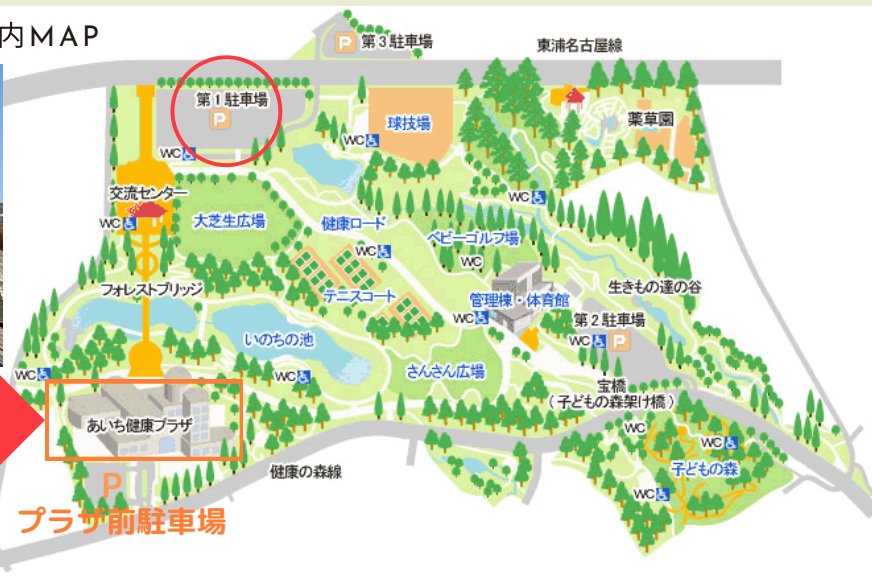 内MAP
第3駐車場
P
東浦名古屋線
第1駐車場
P
球技場
薬草園
WC
WC
交流センター
WC
WC
大芝生広場
健康ロード
ベビーゴルフ場
WC
WC
フォレストブリッジ
テニスコート
管理棟・体育館
生きもの達の谷
WC
第2駐車場
WC
P
いのちの池
WC
WC
さんさん広場
宝橋
(子どもの森架け橋)
あいち健康プラザ
WC
WC
健康の森線
子どもの森
P
WC
プラザ前駐車場